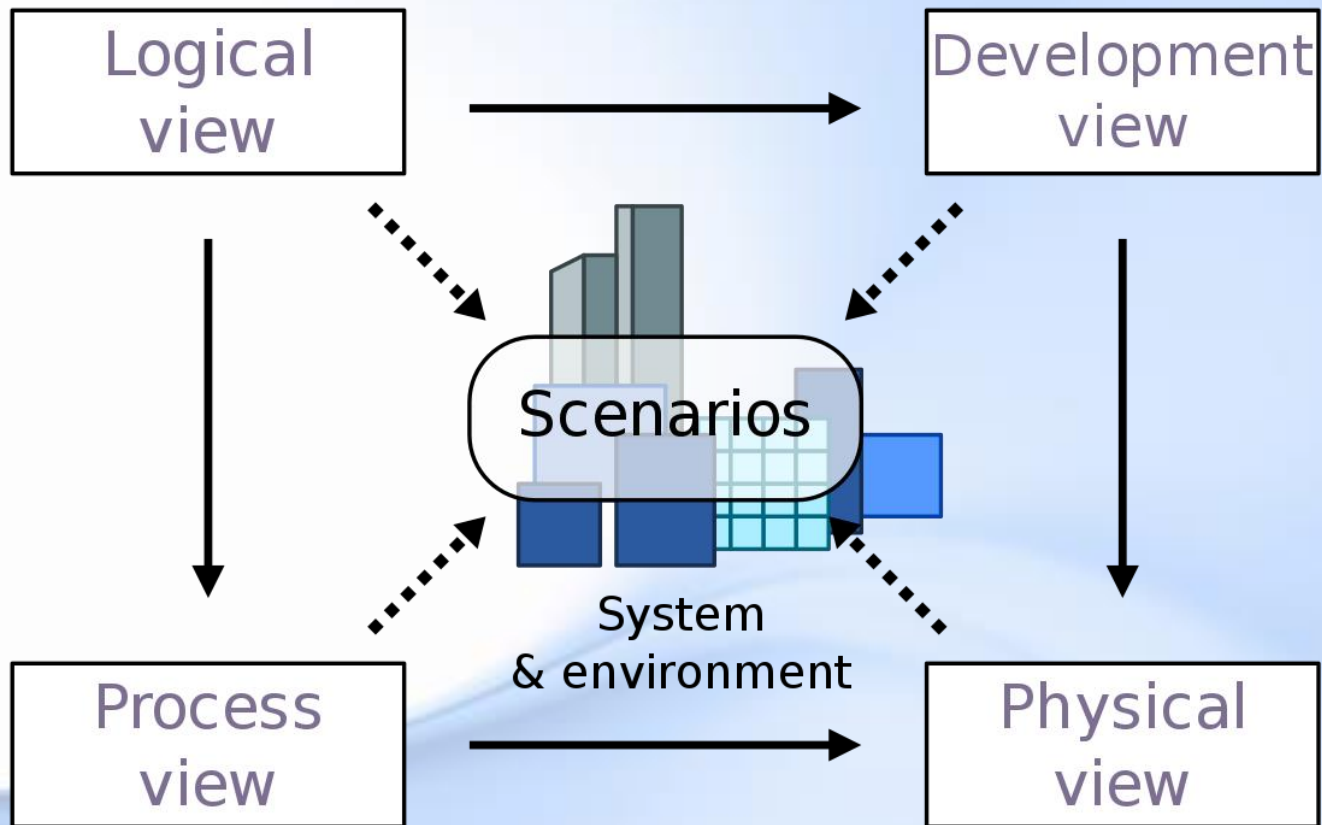 Logical
view
Development
view
Scenarios
System
& environment
Process
view
Physical
view